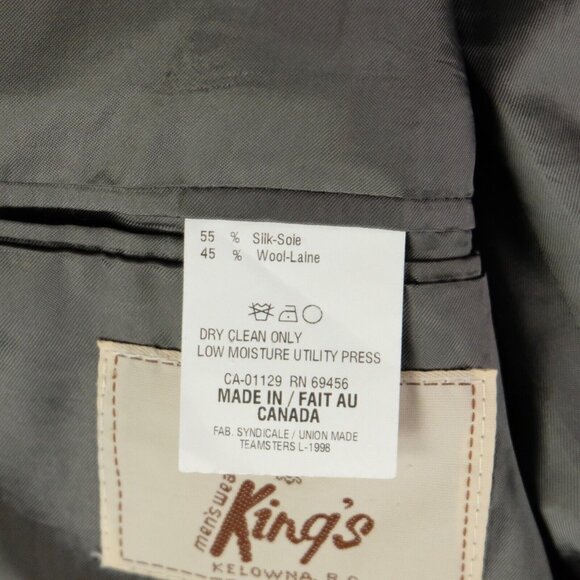 55 % Silk-Soie
45 % Wool-Laine
DRY CLEAN ONLY
LOW MOISTURE UTILITY PRESS
CA-01129 RN 69456
MADE IN / FAIT AU
CANADA
FAB. SYNDICALE / UNION MADE
TEAMSTERS L-1998
men's wear
King's
KELOWNA, B.C.